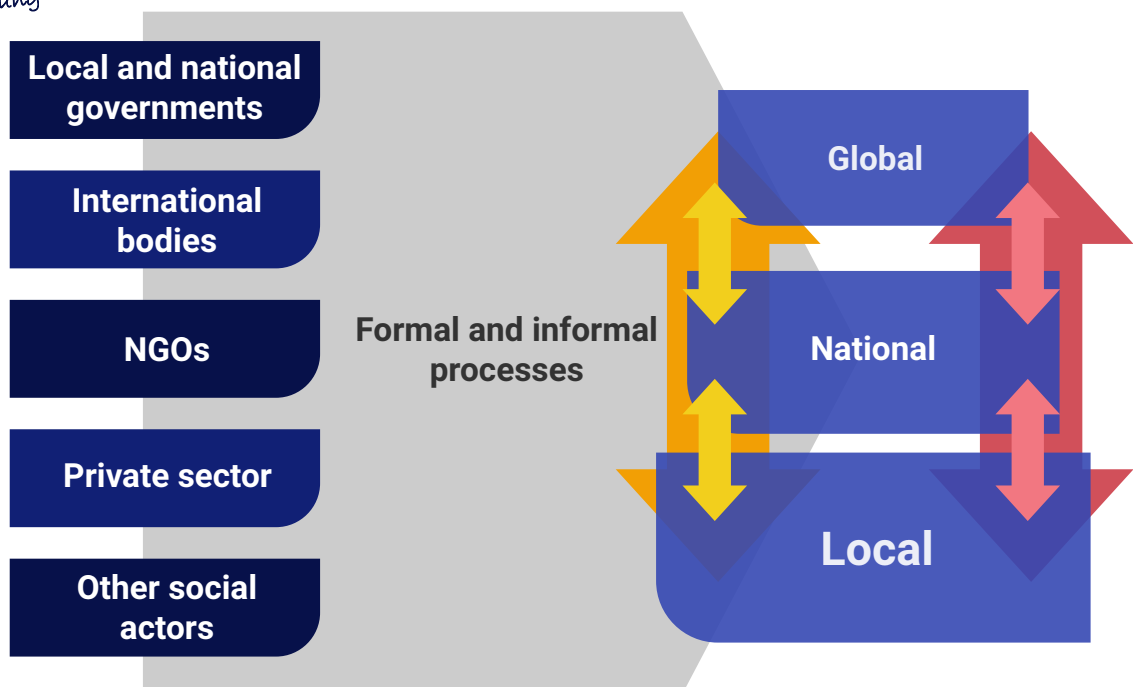 Local and national
governments
International
bodies
NGOs
Private sector
Other social
actors
Formal and informal
processes
Global
National
Local